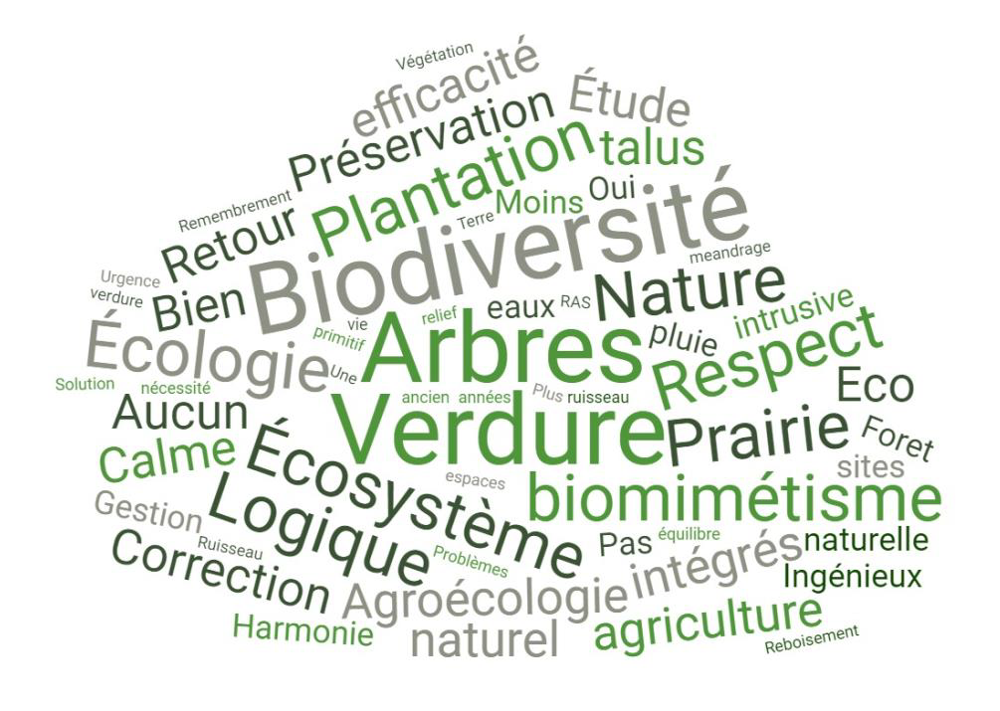 Végétation
efficacité
Étude
Préservation
Plantation
talus
Remembrement
Retour
Terre
Moins
Oui
Biodiversité
meandrage
Urgence
verdure
Bien
vie
primitif
relief
eaux
RAS
Nature
Écologie
Arbres
pluie
intrusive
Respect
Solution
nécessité
Une
ancien
années
Plus
ruisseau
Eco
Aucun
Verdure
Prairie
Foret
Calme
Écosystème
espaces
sites
biomimétisme
Gestion
Logique
Ruisseau
Problèmes
Pas
équilibre
naturelle
Correction
Agroécologie
intégrés
Ingénieux
Harmonie
naturel
agriculture
Reboisement